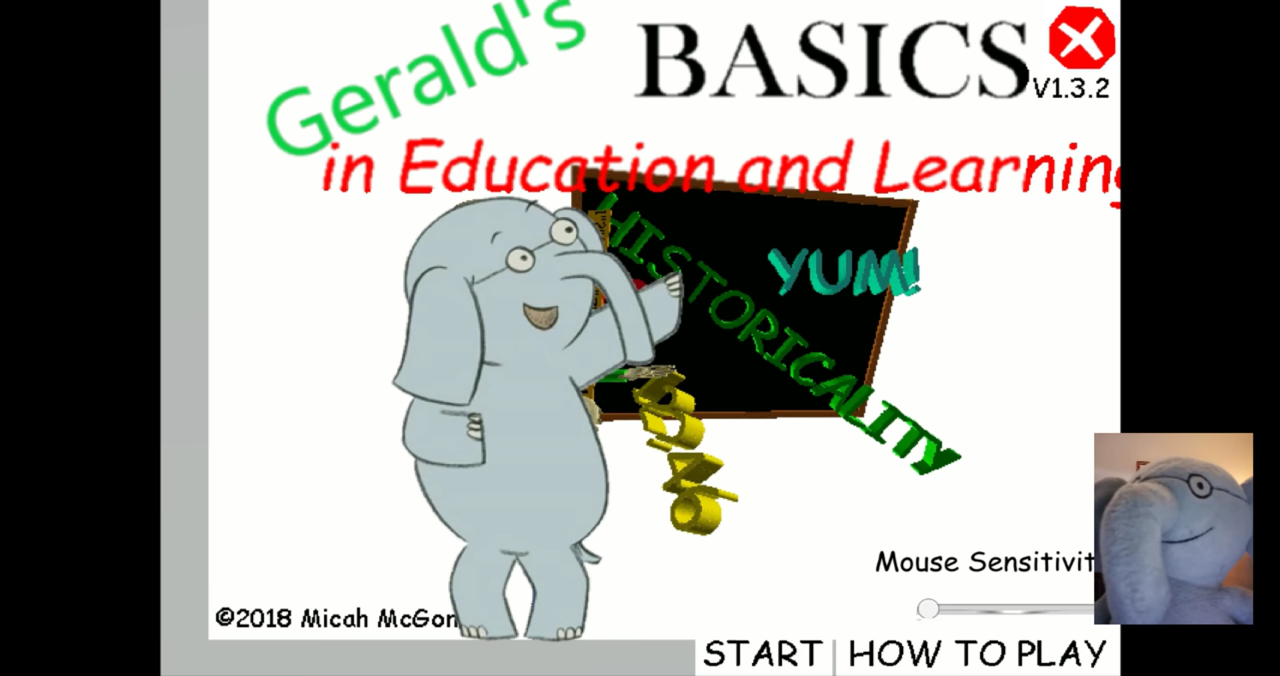 Gerald's
BASICS
V1.3.2
in Education and Learning
HISTORICALITY
YUM!
Mouse Sensitivit
©2018 Micah McGon
START
HOW TO PLAY